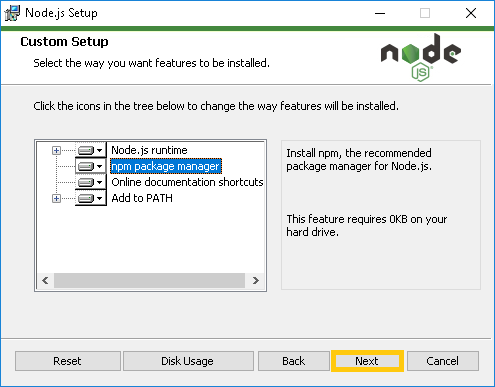 Node.js Setup
Custom Setup
Select the way you want features to be installed.
node
JS
Click the icons in the tree below to change the way features will be installed.
Node.js runtime
npm package manager
Online documentation shortcuts
Add to PATH
Install npm, the recommended
package manager for Node.js.
This feature requires 0KB on your
hard drive.
Reset
Disk Usage
Back
Next
Cancel